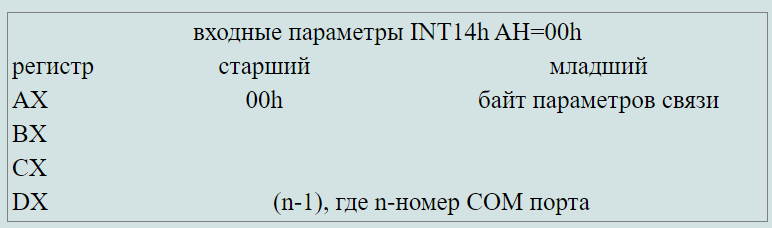 входные параметры INT14h AH=00h
регистр старший младший
AX 00h байт параметров связи
BX
CX
DX (n-1), где n-номер COM порта